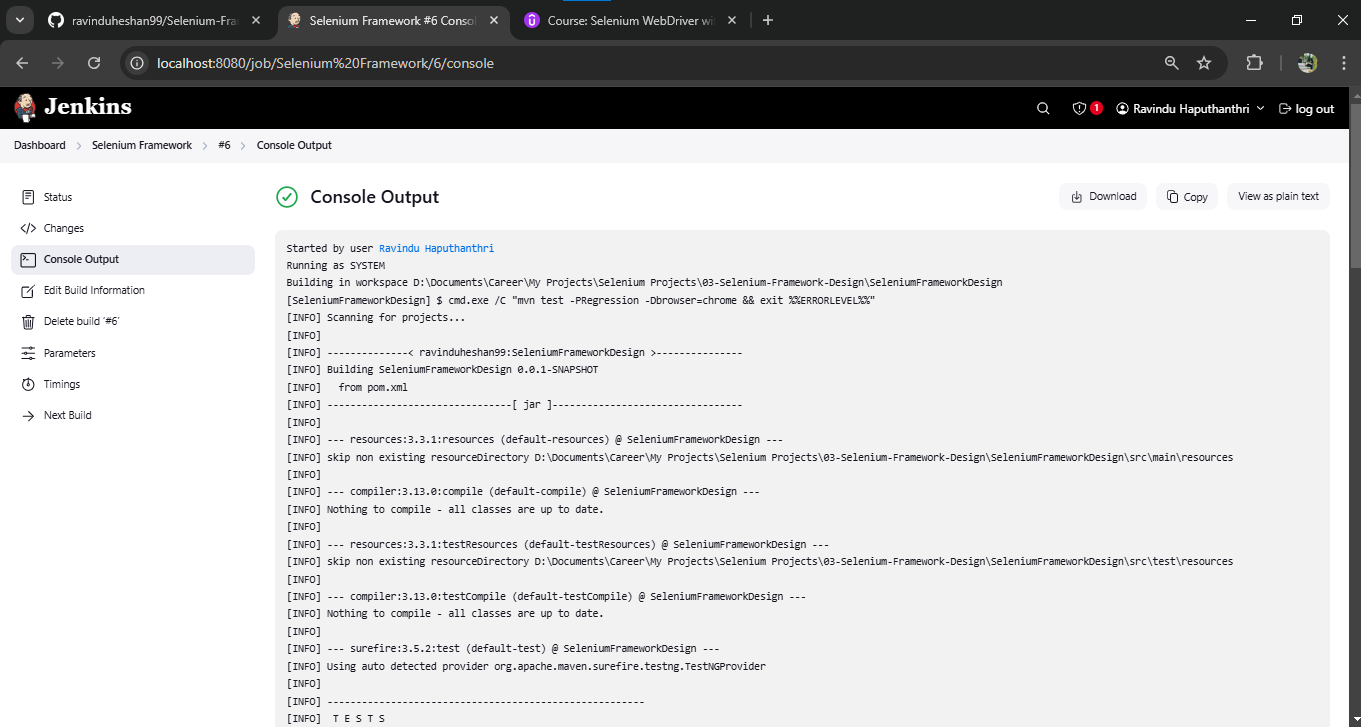 ravinduheshan99/Selenium-Fra
Selenium Framework #6 Conso
Course: Selenium WebDriver wi
localhost:8080/job/Selenium%20Framework/6/console
Jenkins
1
Ravindu Haputhanthri
log out
Dashboard
Selenium Framework
#6
Console Output
Status
Changes
Console Output
Edit Build Information
Delete build ‘#6’
Parameters
Timings
Next Build
Console Output
Download
Copy
View as plain text
Started by user Ravindu Haputhanthri
Running as SYSTEM
Building in workspace D:\Documents\Career\My Projects\Selenium Projects\03-Selenium-Framework-Design\SeleniumFrameworkDesign
[SeleniumFrameworkDesign] $ cmd.exe /C "mvn test -PRegression -Dbrowser=chrome && exit %%ERRORLEVEL%%"
[INFO] Scanning for projects...
[INFO]
[INFO] --------------< ravinduheshan99:SeleniumFrameworkDesign >---------------
[INFO] Building SeleniumFrameworkDesign 0.0.1-SNAPSHOT
[INFO]   from pom.xml
[INFO] --------------------------------[ jar ]---------------------------------
[INFO]
[INFO] --- resources:3.3.1:resources (default-resources) @ SeleniumFrameworkDesign ---
[INFO] skip non existing resourceDirectory D:\Documents\Career\My Projects\Selenium Projects\03-Selenium-Framework-Design\SeleniumFrameworkDesign\src\main\resources
[INFO]
[INFO] --- compiler:3.13.0:compile (default-compile) @ SeleniumFrameworkDesign ---
[INFO] Nothing to compile - all classes are up to date.
[INFO]
[INFO] --- resources:3.3.1:testResources (default-testResources) @ SeleniumFrameworkDesign ---
[INFO] skip non existing resourceDirectory D:\Documents\Career\My Projects\Selenium Projects\03-Selenium-Framework-Design\SeleniumFrameworkDesign\src\test\resources
[INFO]
[INFO] --- compiler:3.13.0:testCompile (default-testCompile) @ SeleniumFrameworkDesign ---
[INFO] Nothing to compile - all classes are up to date.
[INFO]
[INFO] --- surefire:3.5.2:test (default-test) @ SeleniumFrameworkDesign ---
[INFO] Using auto detected provider org.apache.maven.surefire.testng.TestNGProvider
[INFO]
[INFO] -------------------------------------------------------
[INFO]  T E S T S